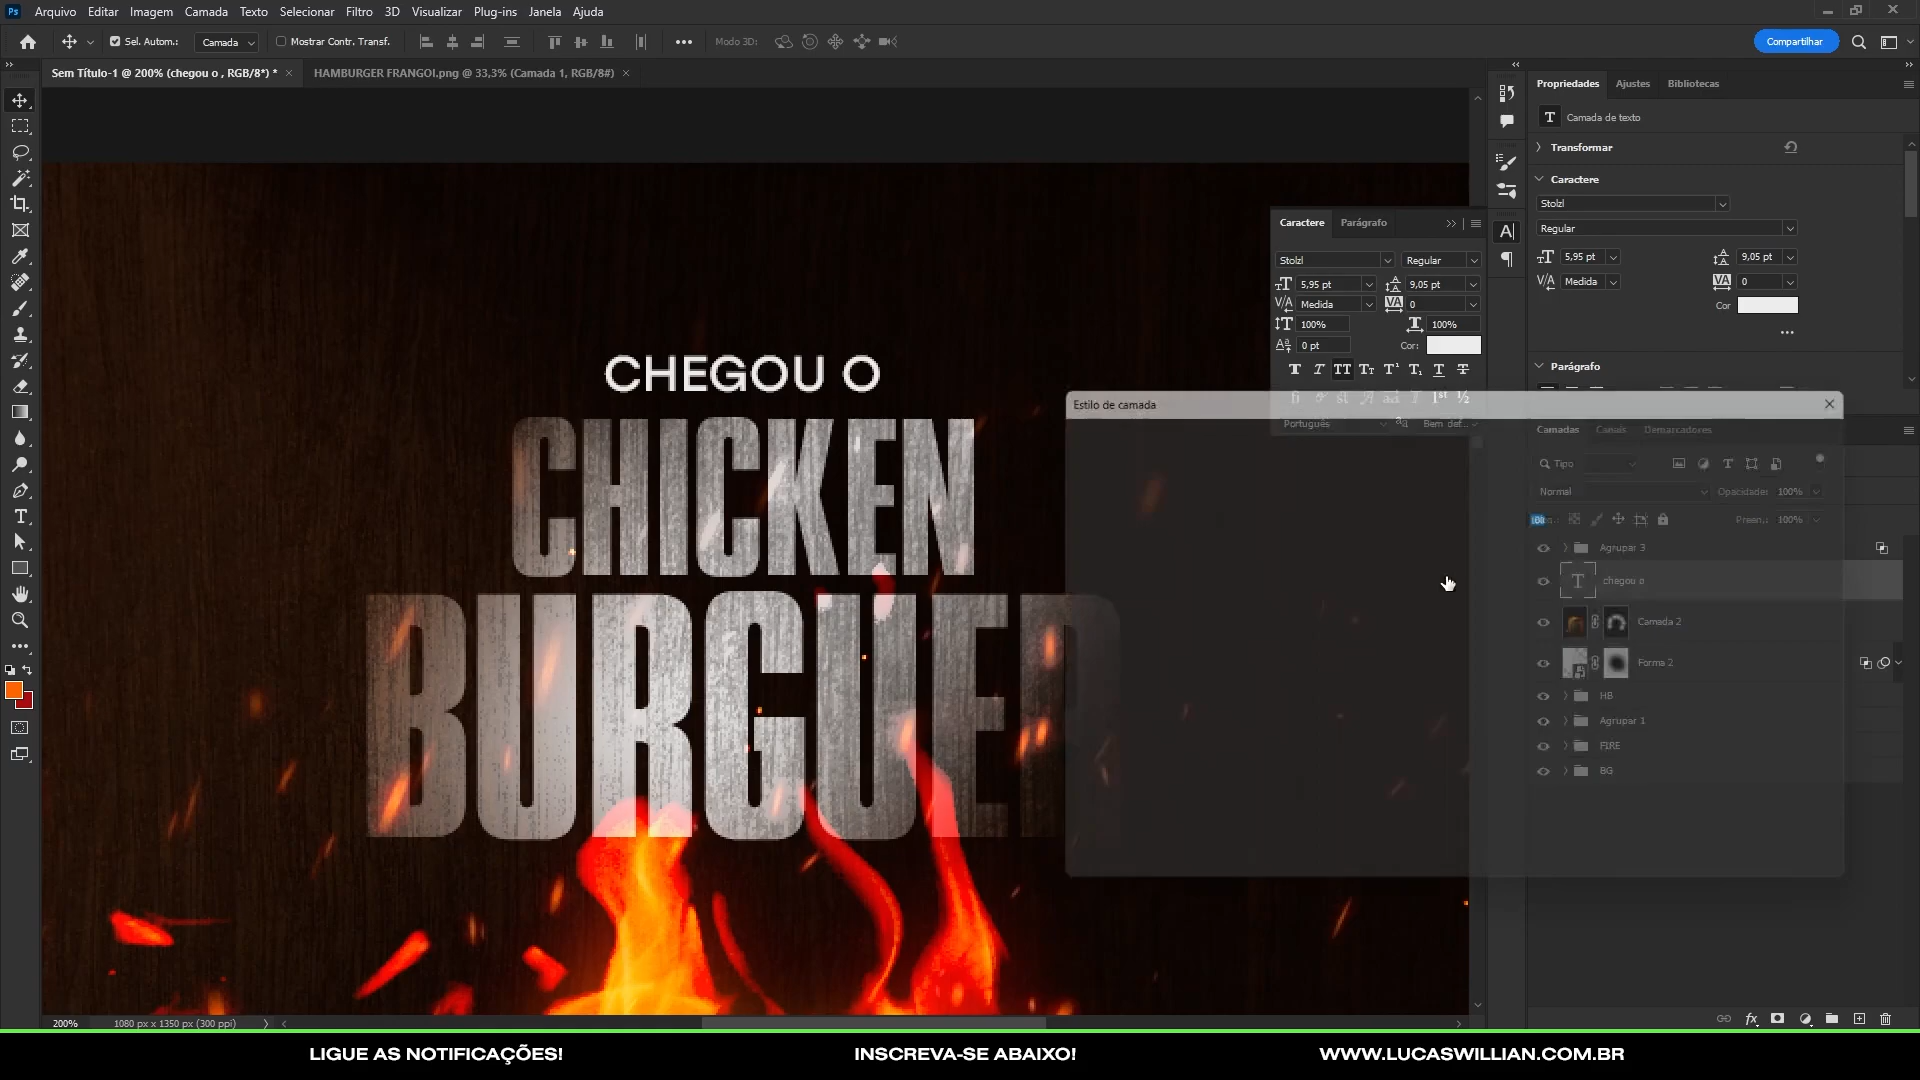 Ps Arquivo Editar Imagem Camada Texto Selecionar Filtro 3D Visualizar Plug-ins Janela Ajuda
Sel. Autom.: Camada Mostrar Contr. Transf. Modo 3D: Compartilhar
Sem Título-1 @ 200% (chegou o , RGB/8*) * HAMBURGER FRANGOI.png @ 33,3% (Camada 1, RGB/8#)
Propriedades Ajustes Bibliotecas
T Camada de texto
Transformar
Caractere
Stolzl
Regular
5,95 pt 9,05 pt
Medida 0
Cor
Parágrafo
Caractere Parágrafo
Stolzl Regular
5,95 pt 9,05 pt
Medida 0
100% 100%
0 pt Cor:
Português Bem def...
Estilo de camada
Camadas Canais Demarcadores
Tipo
Normal Opacidade: 100%
Preen.: 100%
Agrupar 3
chegou o
Camada 2
Forma 2
HB
Agrupar 1
FIRE
BG
CHEGOU O
CHICKEN
BURGUER
200% 1080 px x 1350 px (300 ppi)
LIGUE AS NOTIFICAÇÕES! INSCREVA-SE ABAIXO! WWW.LUCASWILLIAN.COM.BR